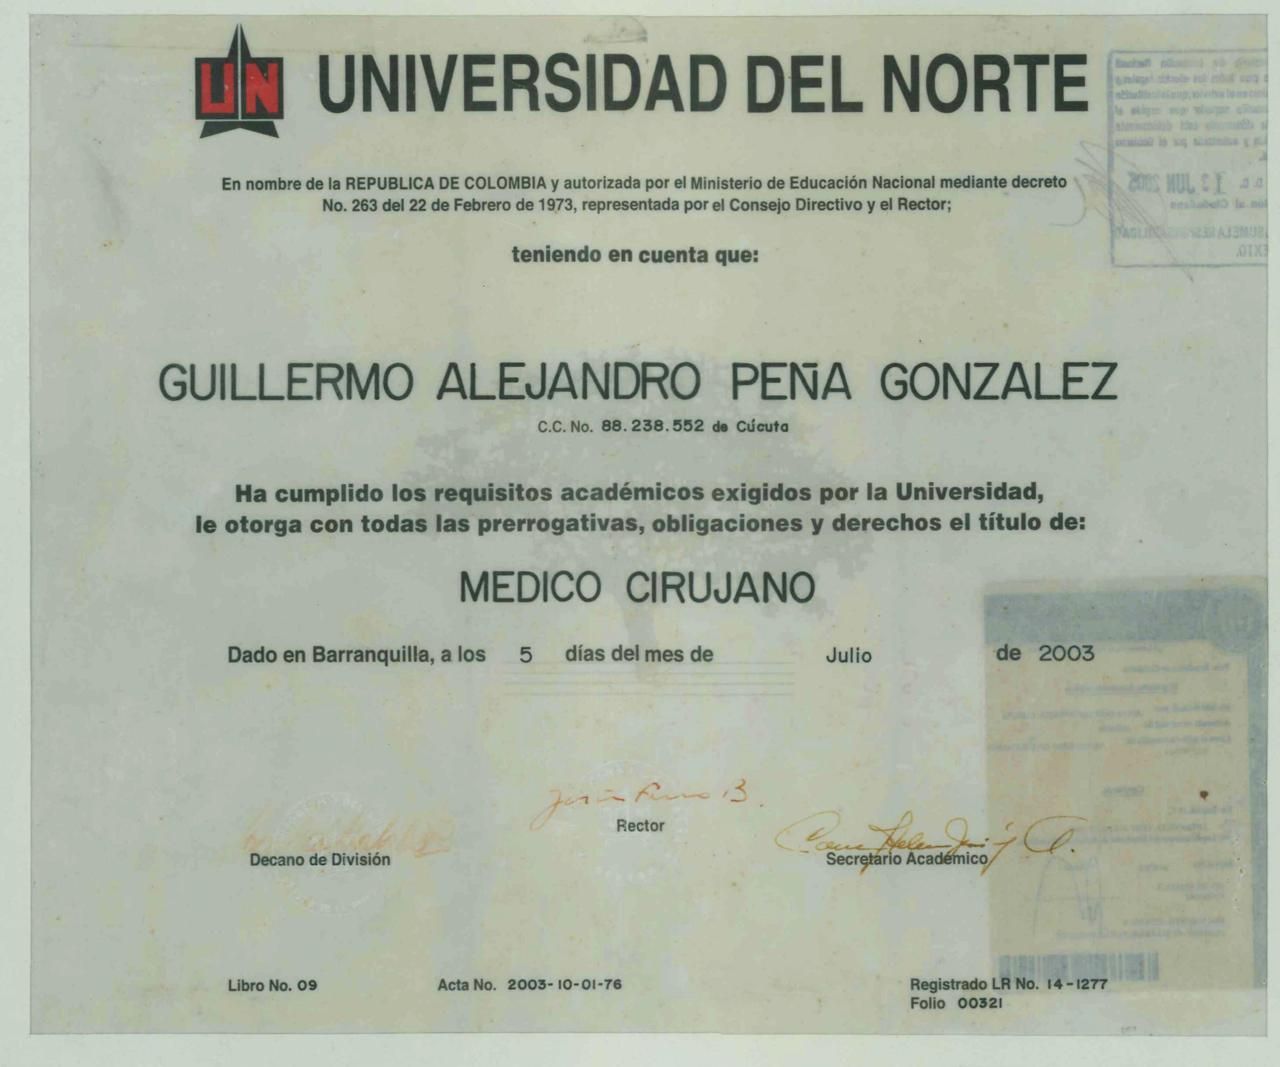 UN UNIVERSIDAD DEL NORTE
En nombre de la REPUBLICA DE COLOMBIA y autorizada por el Ministerio de Educación Nacional mediante decreto
No. 263 del 22 de Febrero de 1973, representada por el Consejo Directivo y el Rector;
teniendo en cuenta que:
GUILLERMO ALEJANDRO PEÑA GONZALEZ
C.C. No. 88.238.552 de Cúcuta
Ha cumplido los requisitos académicos exigidos por la Universidad,
le otorga con todas las prerrogativas, obligaciones y derechos el título de:
MEDICO CIRUJANO
Dado en Barranquilla, a los 5 días del mes de Julio de 2003
Rector
Decano de División
Secretario Académico
Libro No. 09 Acta No. 2003-10-01-76 Registrado LR No. 14-1277
Folio 00321